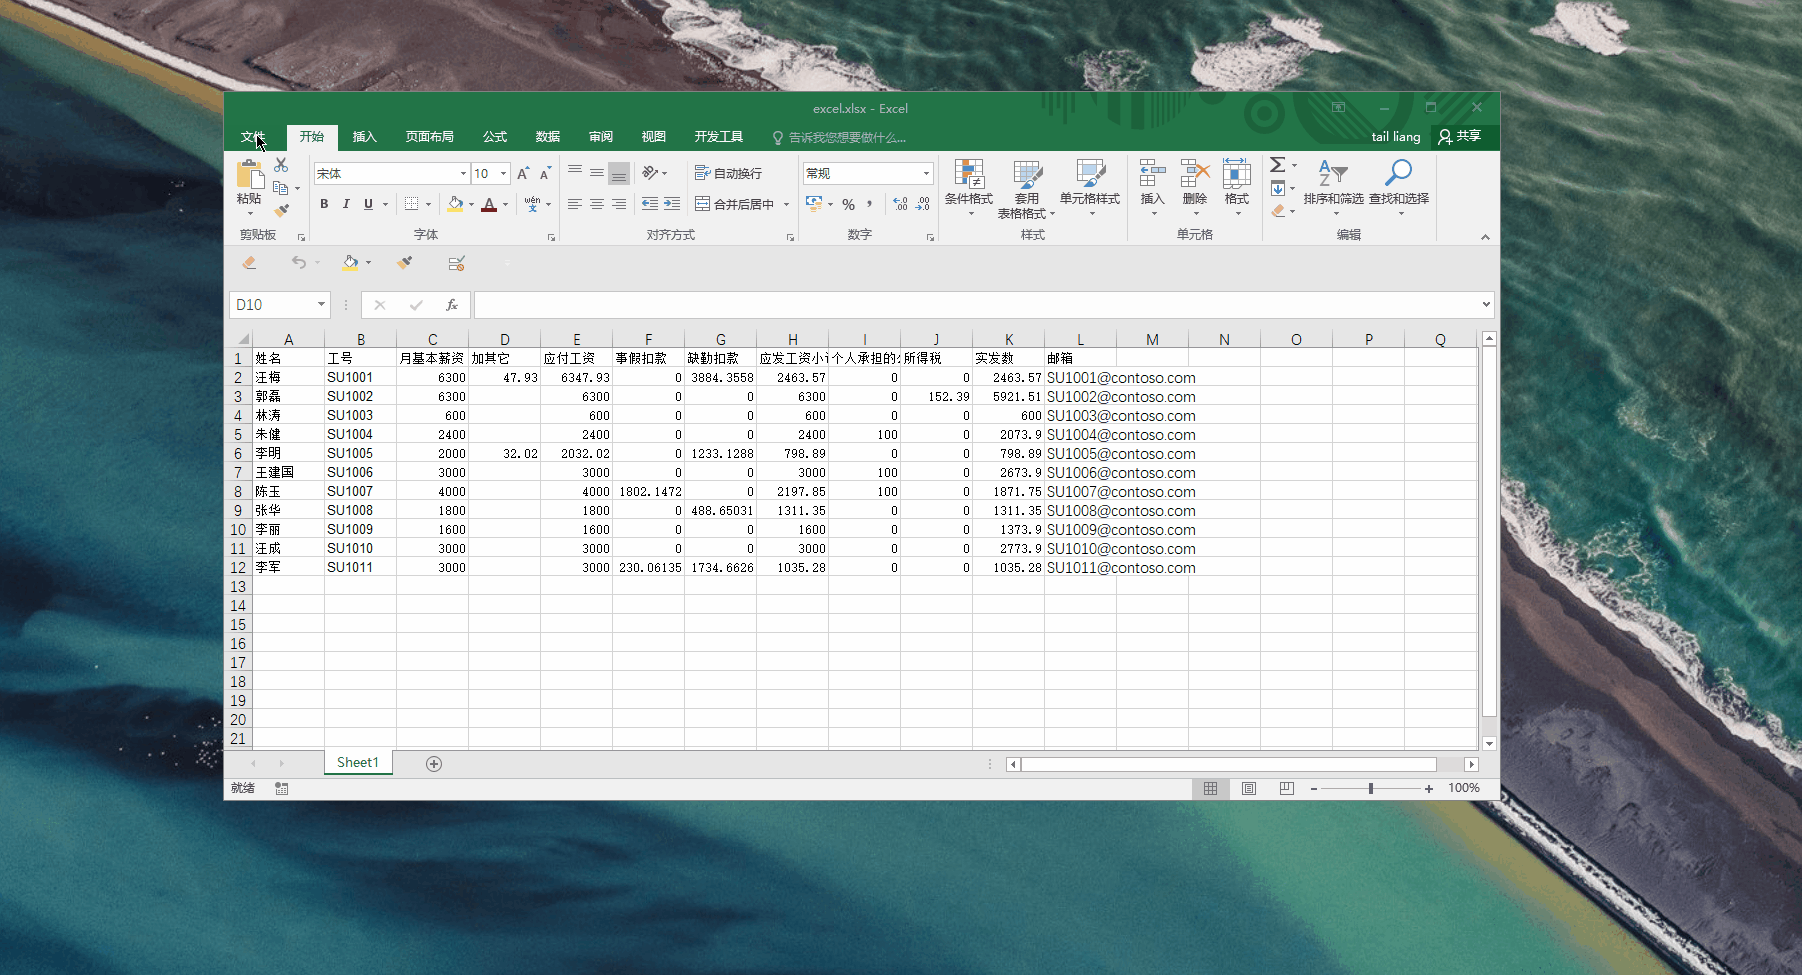 excel.xlsx - Excel
文件 开始 插入 页面布局 公式 数据 审阅 视图 开发工具 告诉我您想要做什么... tail liang 共享
宋体 10 自动换行 常规
粘贴 B I U A wén 文 合并后居中 % 条件格式 套用 表格格式 单元格样式 插入 删除 格式 排序和筛选 查找和选择
剪贴板 字体 对齐方式 数字 样式 单元格 编辑
D10 fx
A B C D E F G H I J K L M N O P Q
1 姓名 工号 月基本薪资 加其它 应付工资 事假扣款 缺勤扣款 应发工资小 个人承担的 所得税 实发数 邮箱
2 汪梅 SU1001 6300 47.93 6347.93 0 3884.3558 2463.57 0 0 2463.57 SU1001@contoso.com
3 郭磊 SU1002 6300 6300 0 0 6300 0 152.39 5921.51 SU1002@contoso.com
4 林涛 SU1003 600 600 0 0 600 0 0 600 SU1003@contoso.com
5 朱健 SU1004 2400 2400 0 0 2400 100 0 2073.9 SU1004@contoso.com
6 李明 SU1005 2000 32.02 2032.02 0 1233.1288 798.89 0 0 798.89 SU1005@contoso.com
7 王建国 SU1006 3000 3000 0 0 3000 100 0 2673.9 SU1006@contoso.com
8 陈玉 SU1007 4000 4000 1802.1472 0 2197.85 100 0 1871.75 SU1007@contoso.com
9 张华 SU1008 1800 1800 0 488.65031 1311.35 0 0 1311.35 SU1008@contoso.com
10 李丽 SU1009 1600 1600 0 0 1600 0 0 1373.9 SU1009@contoso.com
11 汪成 SU1010 3000 3000 0 0 3000 0 0 2773.9 SU1010@contoso.com
12 李军 SU1011 3000 3000 230.06135 1734.6626 1035.28 0 0 1035.28 SU1011@contoso.com
13
14
15
16
17
18
19
20
21
Sheet1
就绪 100%